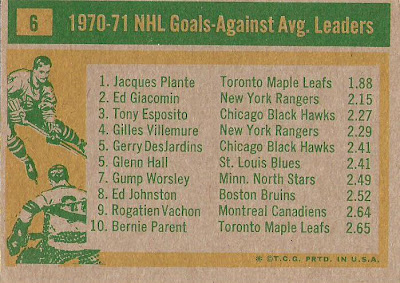 6 1970-71 NHL Goals-Against Avg. Leaders
1. Jacques Plante Toronto Maple Leafs 1.88
2. Ed Giacomin New York Rangers 2.15
3. Tony Esposito Chicago Black Hawks 2.27
4. Gilles Villemure New York Rangers 2.29
5. Gerry DesJardins Chicago Black Hawks 2.41
5. Glenn Hall St. Louis Blues 2.41
7. Gump Worsley Minn. North Stars 2.49
8. Ed Johnston Boston Bruins 2.52
9. Rogatien Vachon Montreal Canadiens 2.64
10. Bernie Parent Toronto Maple Leafs 2.65
* © T.C.G. PRTD. IN U.S.A.